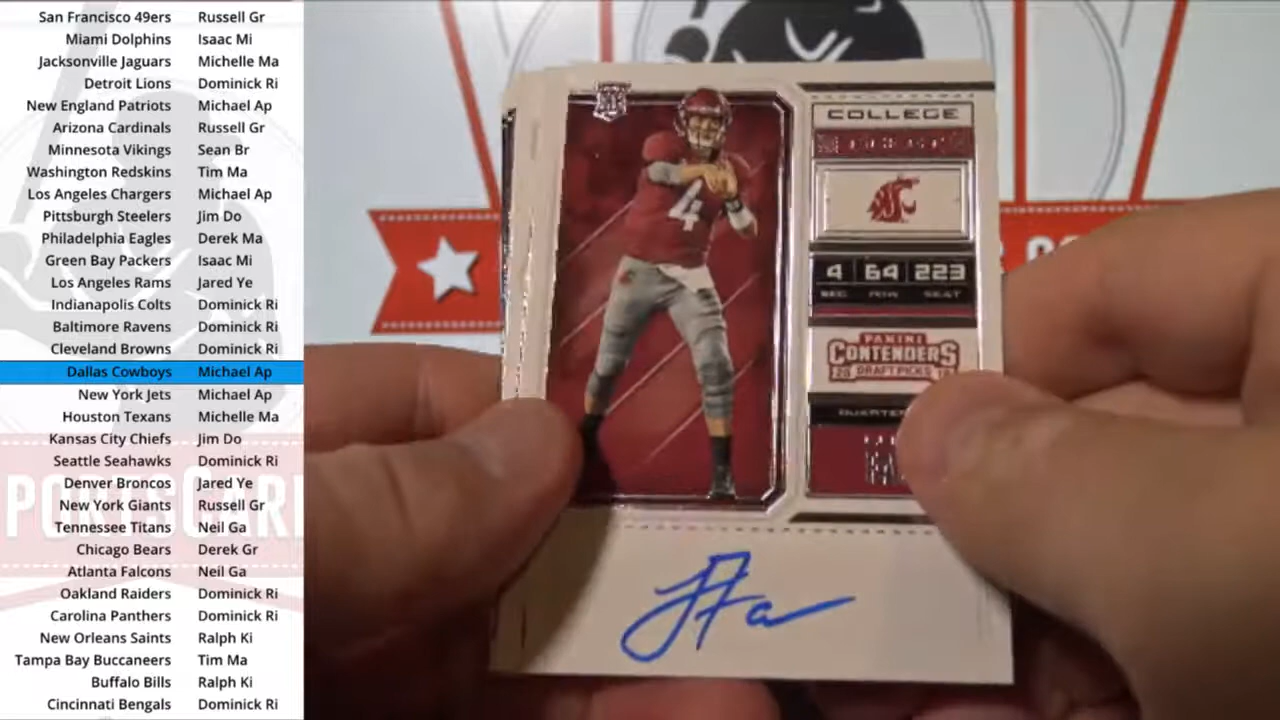 San Francisco 49ers Russell Gr
Miami Dolphins Isaac Mi
Jacksonville Jaguars Michelle Ma
Detroit Lions Dominick Ri
New England Patriots Michael Ap
Arizona Cardinals Russell Gr
Minnesota Vikings Sean Br
Washington Redskins Tim Ma
Los Angeles Chargers Michael Ap
Pittsburgh Steelers Jim Do
Philadelphia Eagles Derek Ma
Green Bay Packers Isaac Mi
Los Angeles Rams Jared Ye
Indianapolis Colts Dominick Ri
Baltimore Ravens Dominick Ri
Cleveland Browns Dominick Ri
Dallas Cowboys Michael Ap
New York Jets Michael Ap
Houston Texans Michelle Ma
Kansas City Chiefs Jim Do
Seattle Seahawks Dominick Ri
Denver Broncos Jared Ye
New York Giants Russell Gr
Tennessee Titans Neil Ga
Chicago Bears Derek Gr
Atlanta Falcons Neil Ga
Oakland Raiders Dominick Ri
Carolina Panthers Dominick Ri
New Orleans Saints Ralph Ki
Tampa Bay Buccaneers Tim Ma
Buffalo Bills Ralph Ki
Cincinnati Bengals Dominick Ri
PORTSCAR
COLLEGE
4 64 223
SEC ROW SEAT
4
PANINI
CONTENDERS
DRAFT PICKS
QUARTE